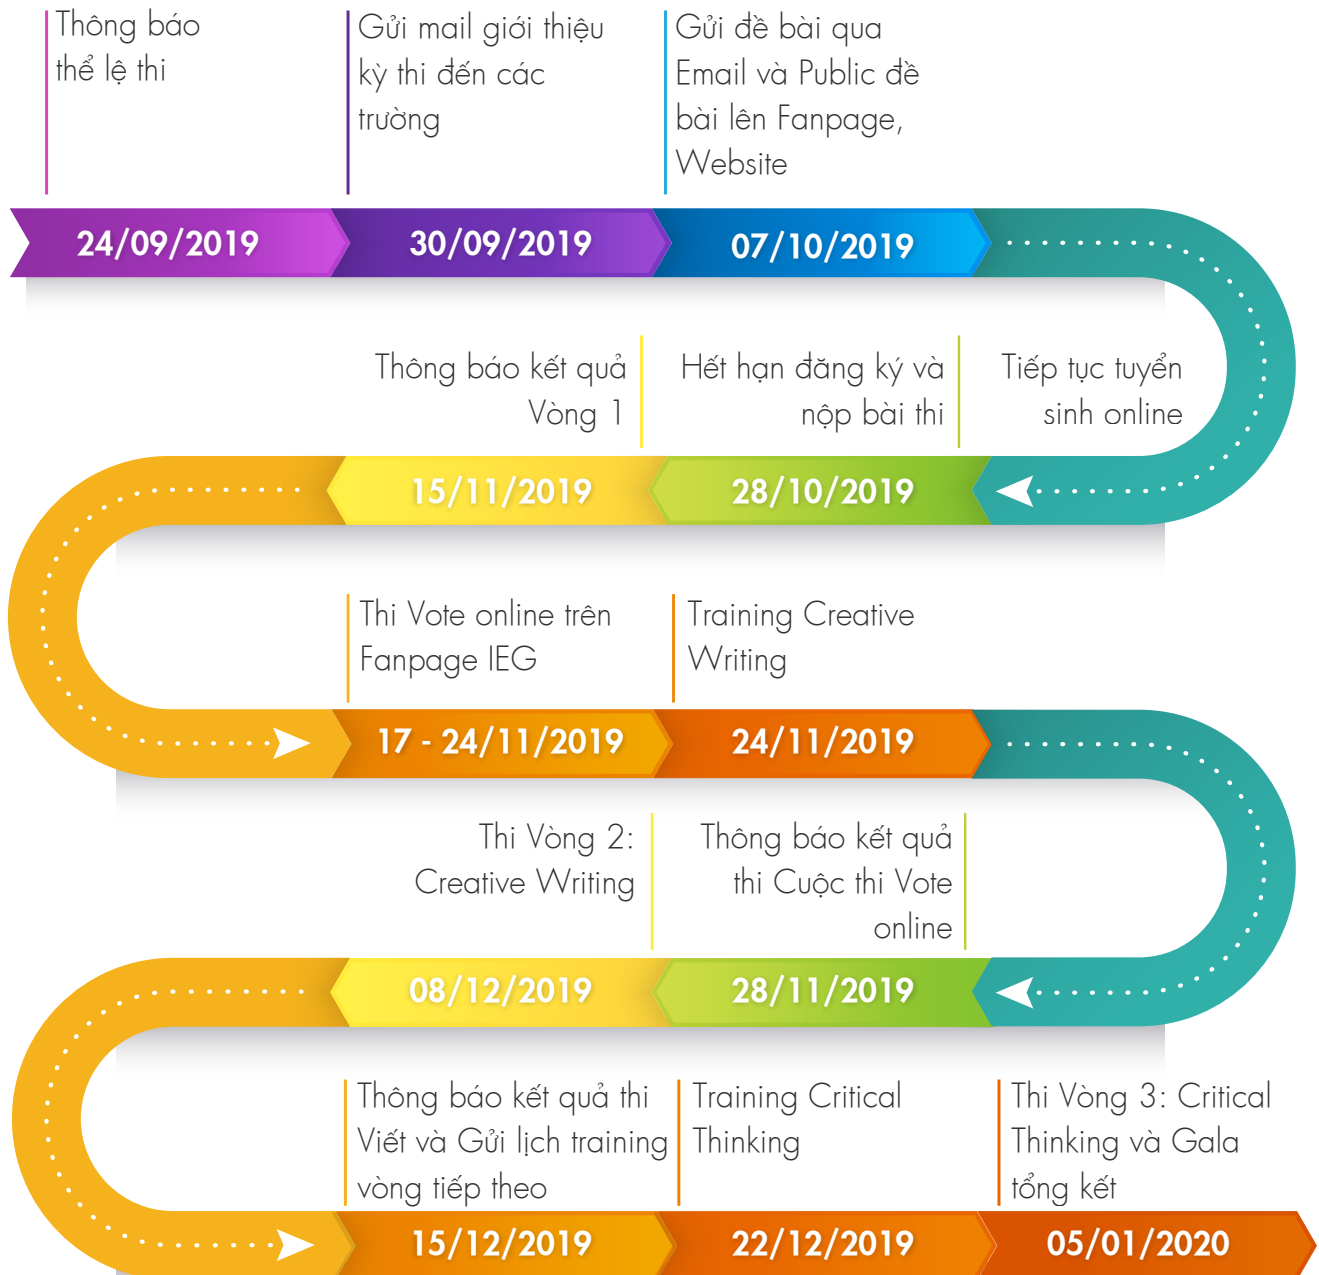 Thông báo
thể lệ thi
Gửi mail giới thiệu
kỳ thi đến các
trường
Gửi đề bài qua
Email và Public đề
bài lên Fanpage,
Website
24/09/2019
30/09/2019
07/10/2019
Tiếp tục tuyển
sinh online
Hết hạn đăng ký và
nộp bài thi
Thông báo kết quả
Vòng 1
28/10/2019
15/11/2019
Thi Vote online trên
Fanpage IEG
Training Creative
Writing
17 - 24/11/2019
24/11/2019
Thông báo kết quả
thi Cuộc thi Vote
online
Thi Vòng 2:
Creative Writing
28/11/2019
08/12/2019
Thông báo kết quả thi
Viết và Gửi lịch training
vòng tiếp theo
Training Critical
Thinking
Thi Vòng 3: Critical
Thinking và Gala
tổng kết
15/12/2019
22/12/2019
05/01/2020